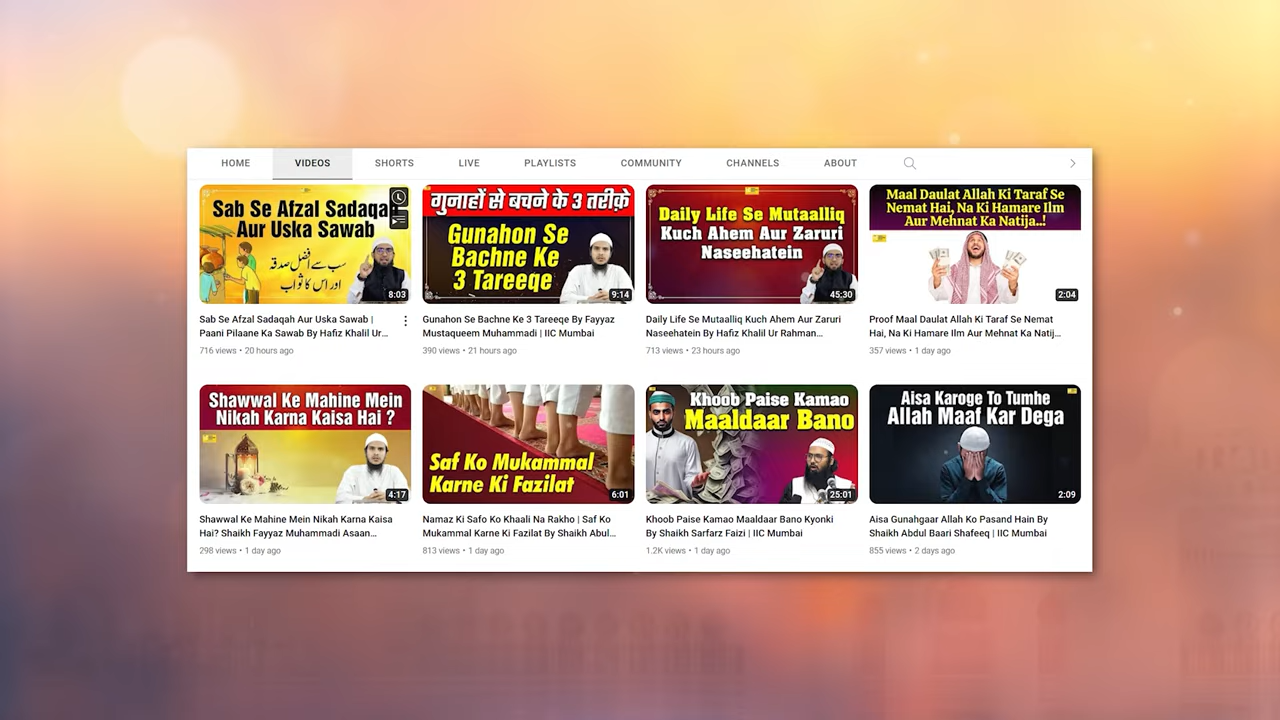 HOME
VIDEOS
SHORTS
LIVE
PLAYLISTS
COMMUNITY
CHANNELS
ABOUT
Sab Se Afzal Sadaqa
Aur Uska Sawab
سب سے افضل صدقہ
اور اس کا ثواب
8:03
Sab Se Afzal Sadaqah Aur Uska Sawab |
Paani Pilaane Ka Sawab By Hafiz Khalil Ur...
716 views • 20 hours ago
गुनाहों से बचने के 3 तरीक़े
Gunahon Se
Bachne Ke
3 Tareeqe
9:14
Gunahon Se Bachne Ke 3 Tareeqe By Fayyaz
Mustaqueem Muhammadi | IIC Mumbai
390 views • 21 hours ago
Daily Life Se Mutaalliq
Kuch Ahem Aur Zaruri
Naseehatein
45:30
Daily Life Se Mutaalliq Kuch Ahem Aur Zaruri
Naseehatein By Hafiz Khalil Ur Rahman...
713 views • 23 hours ago
Maal Daulat Allah Ki Taraf Se
Nemat Hai, Na Ki Hamare Ilm
Aur Mehnat Ka Natija..!
2:04
Proof Maal Daulat Allah Ki Taraf Se Nemat
Hai, Na Ki Hamare Ilm Aur Mehnat Ka Natij...
357 views • 1 day ago
Shawwal Ke Mahine Mein
Nikah Karna Kaisa Hai ?
4:17
Shawwal Ke Mahine Mein Nikah Karna Kaisa
Hai? Shaikh Fayyaz Muhammadi Asaan...
298 views • 1 day ago
Saf Ko Mukammal
Karne Ki Fazilat
6:01
Namaz Ki Safo Ko Khaali Na Rakho | Saf Ko
Mukammal Karne Ki Fazilat By Shaikh Abul...
813 views • 1 day ago
Khoob Paise Kamao
Maaldaar Bano
25:01
Khoob Paise Kamao Maaldaar Bano Kyonki
By Shaikh Sarfarz Faizi | IIC Mumbai
1.2K views • 1 day ago
Aisa Karoge To Tumhe
Allah Maaf Kar Dega
2:09
Aisa Gunahgaar Allah Ko Pasand Hain By
Shaikh Abdul Baari Shafeeq | IIC Mumbai
855 views • 2 days ago